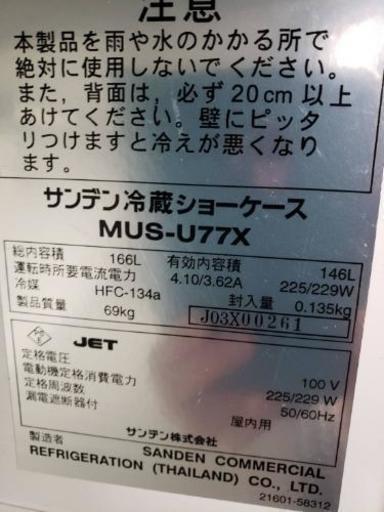 注意
本製品を雨や水のかかる所で
絶対に使用しないでください。
また，背面は，必ず20cm以上
あけてください。壁にピッタ
リつけますと冷えが悪くなり
ます。
サンデン冷蔵ショーケース
MUS-U77X
総内容積 166L 有効内容積 146L
運転時所要電流電力 4.10/3.62A 225/229W
冷媒 HFC-134a 封入量 0.135kg
製品質量 69kg J03X00261
JET
定格電圧 100 V
電動機定格消費電力 225/229 W
定格周波数 50/60Hz
漏電遮断器付 屋内用
サンデン株式会社
製造者 SANDEN COMMERCIAL
REFRIGERATION (THAILAND) CO., LTD.
21601-58312